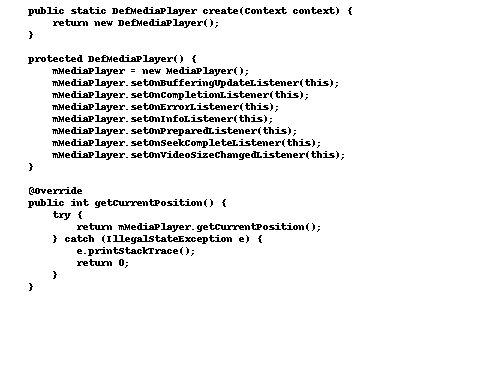 public static DefMediaPlayer create(Context context) {
return new DefMediaPlayer();
}
protected DefMediaPlayer() {
mMediaPlayer = new MediaPlayer();
mMediaPlayer.setOnBufferingUpdateListener(this);
mMediaPlayer.setOnCompletionListener(this);
mMediaPlayer.setOnErrorListener(this);
mMediaPlayer.setOnInfoListener(this);
mMediaPlayer.setOnPreparedListener(this);
mMediaPlayer.setOnSeekCompleteListener(this);
mMediaPlayer.setOnVideoSizeChangedListener(this);
}
@Override
public int getCurrentPosition() {
try {
return mMediaPlayer.getCurrentPosition();
} catch (IllegalStateException e) {
e.printStackTrace();
return 0;
}
}